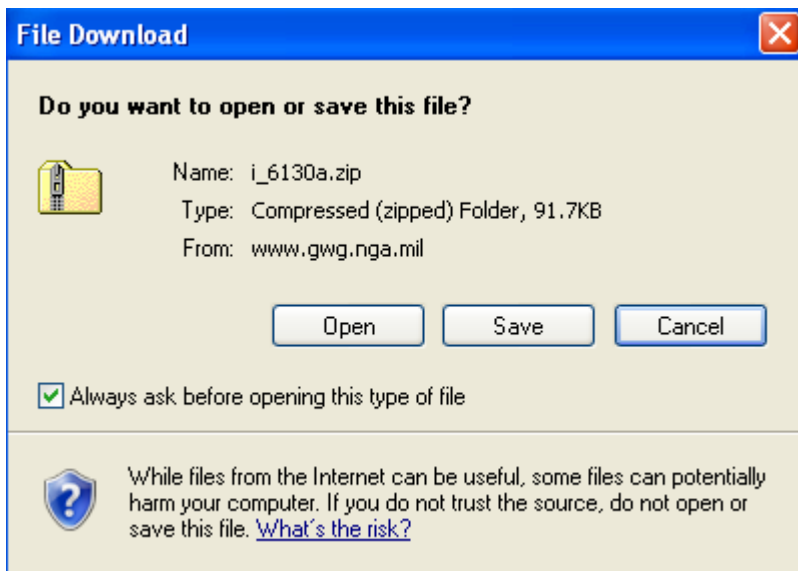 File Download
Do you want to open or save this file?
Name: i_6130a.zip
Type: Compressed (zipped) Folder, 91.7KB
From: www.gwg.nga.mil
Open Save Cancel
Always ask before opening this type of file
While files from the Internet can be useful, some files can potentially
harm your computer. If you do not trust the source, do not open or
save this file. What's the risk?